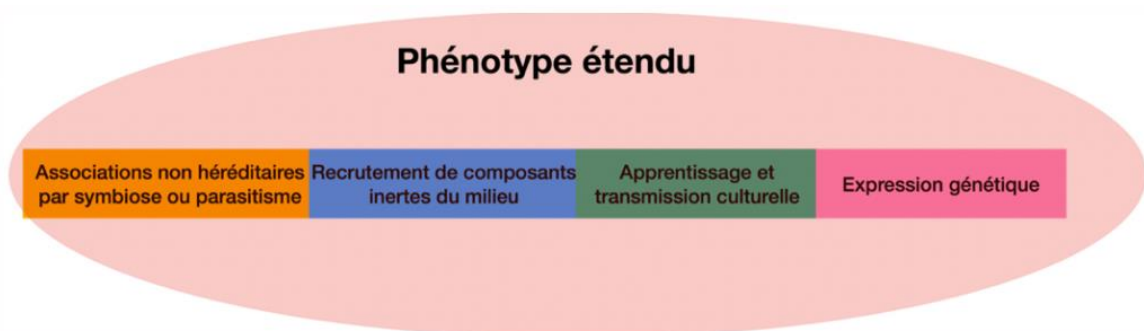 Phénotype étendu
Associations non héréditaires
par symbiose ou parasitisme
Recrutement de composants
inertes du milieu
Apprentissage et
transmission culturelle
Expression génétique